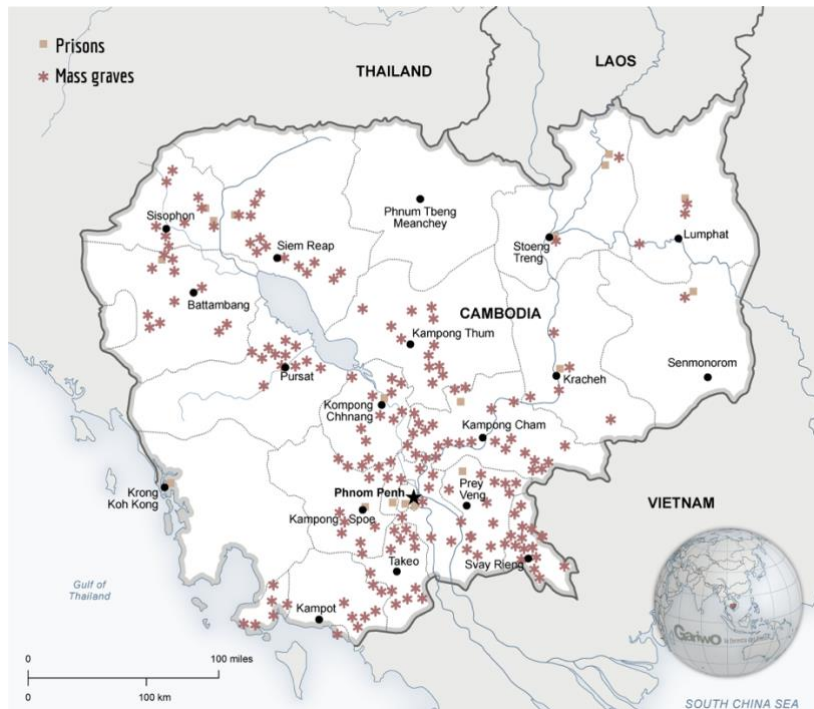 Prisons
Mass graves
THAILAND
LAOS
Sisophon
Siem Reap
Phnum Tbeng
Meanchey
Stoeng
Treng
Lumphat
Battambang
CAMBODIA
Kampong Thum
Pursat
Kracheh
Senmonorom
Kompong
Chhnang
Kampong Cham
Krong
Koh Kong
Phnom Penh
Prey
Veng
VIETNAM
Kampong Spoe
Takeo
Svay Rieng
Gulf of
Thailand
Kampot
Gariwo
0
100 miles
0
100 km
SOUTH CHINA SEA